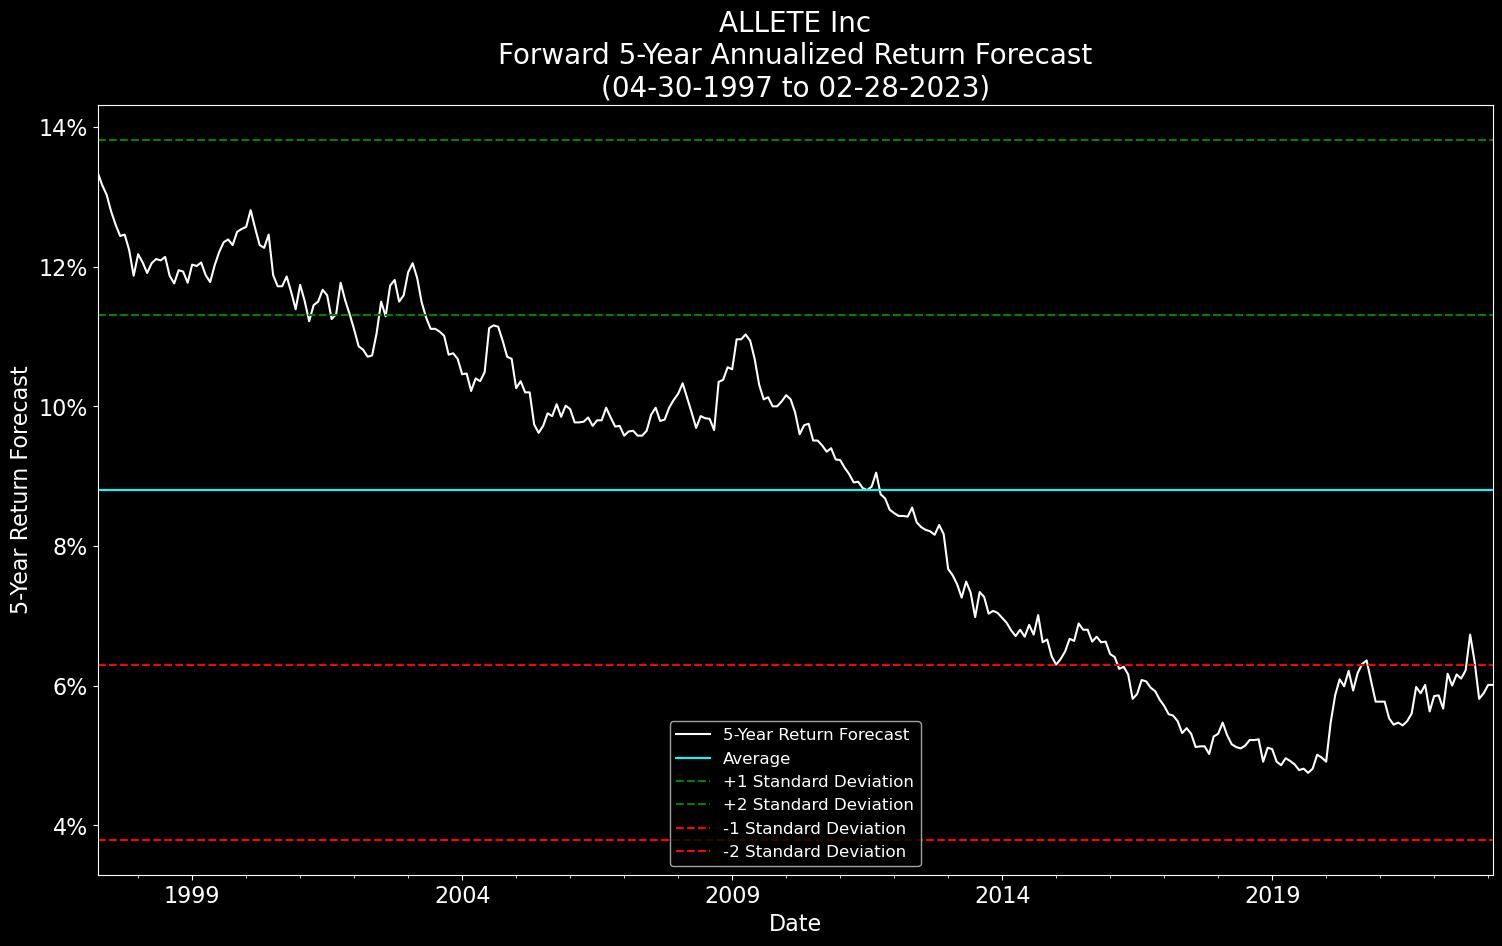 ALLETE Inc
Forward 5-Year Annualized Return Forecast
(04-30-1997 to 02-28-2023)
14%
12%
10%
8%
6%
4%
5-Year Return Forecast
5-Year Return Forecast
Average
+1 Standard Deviation
+2 Standard Deviation
-1 Standard Deviation
-2 Standard Deviation
1999 2004 2009 2014 2019
Date